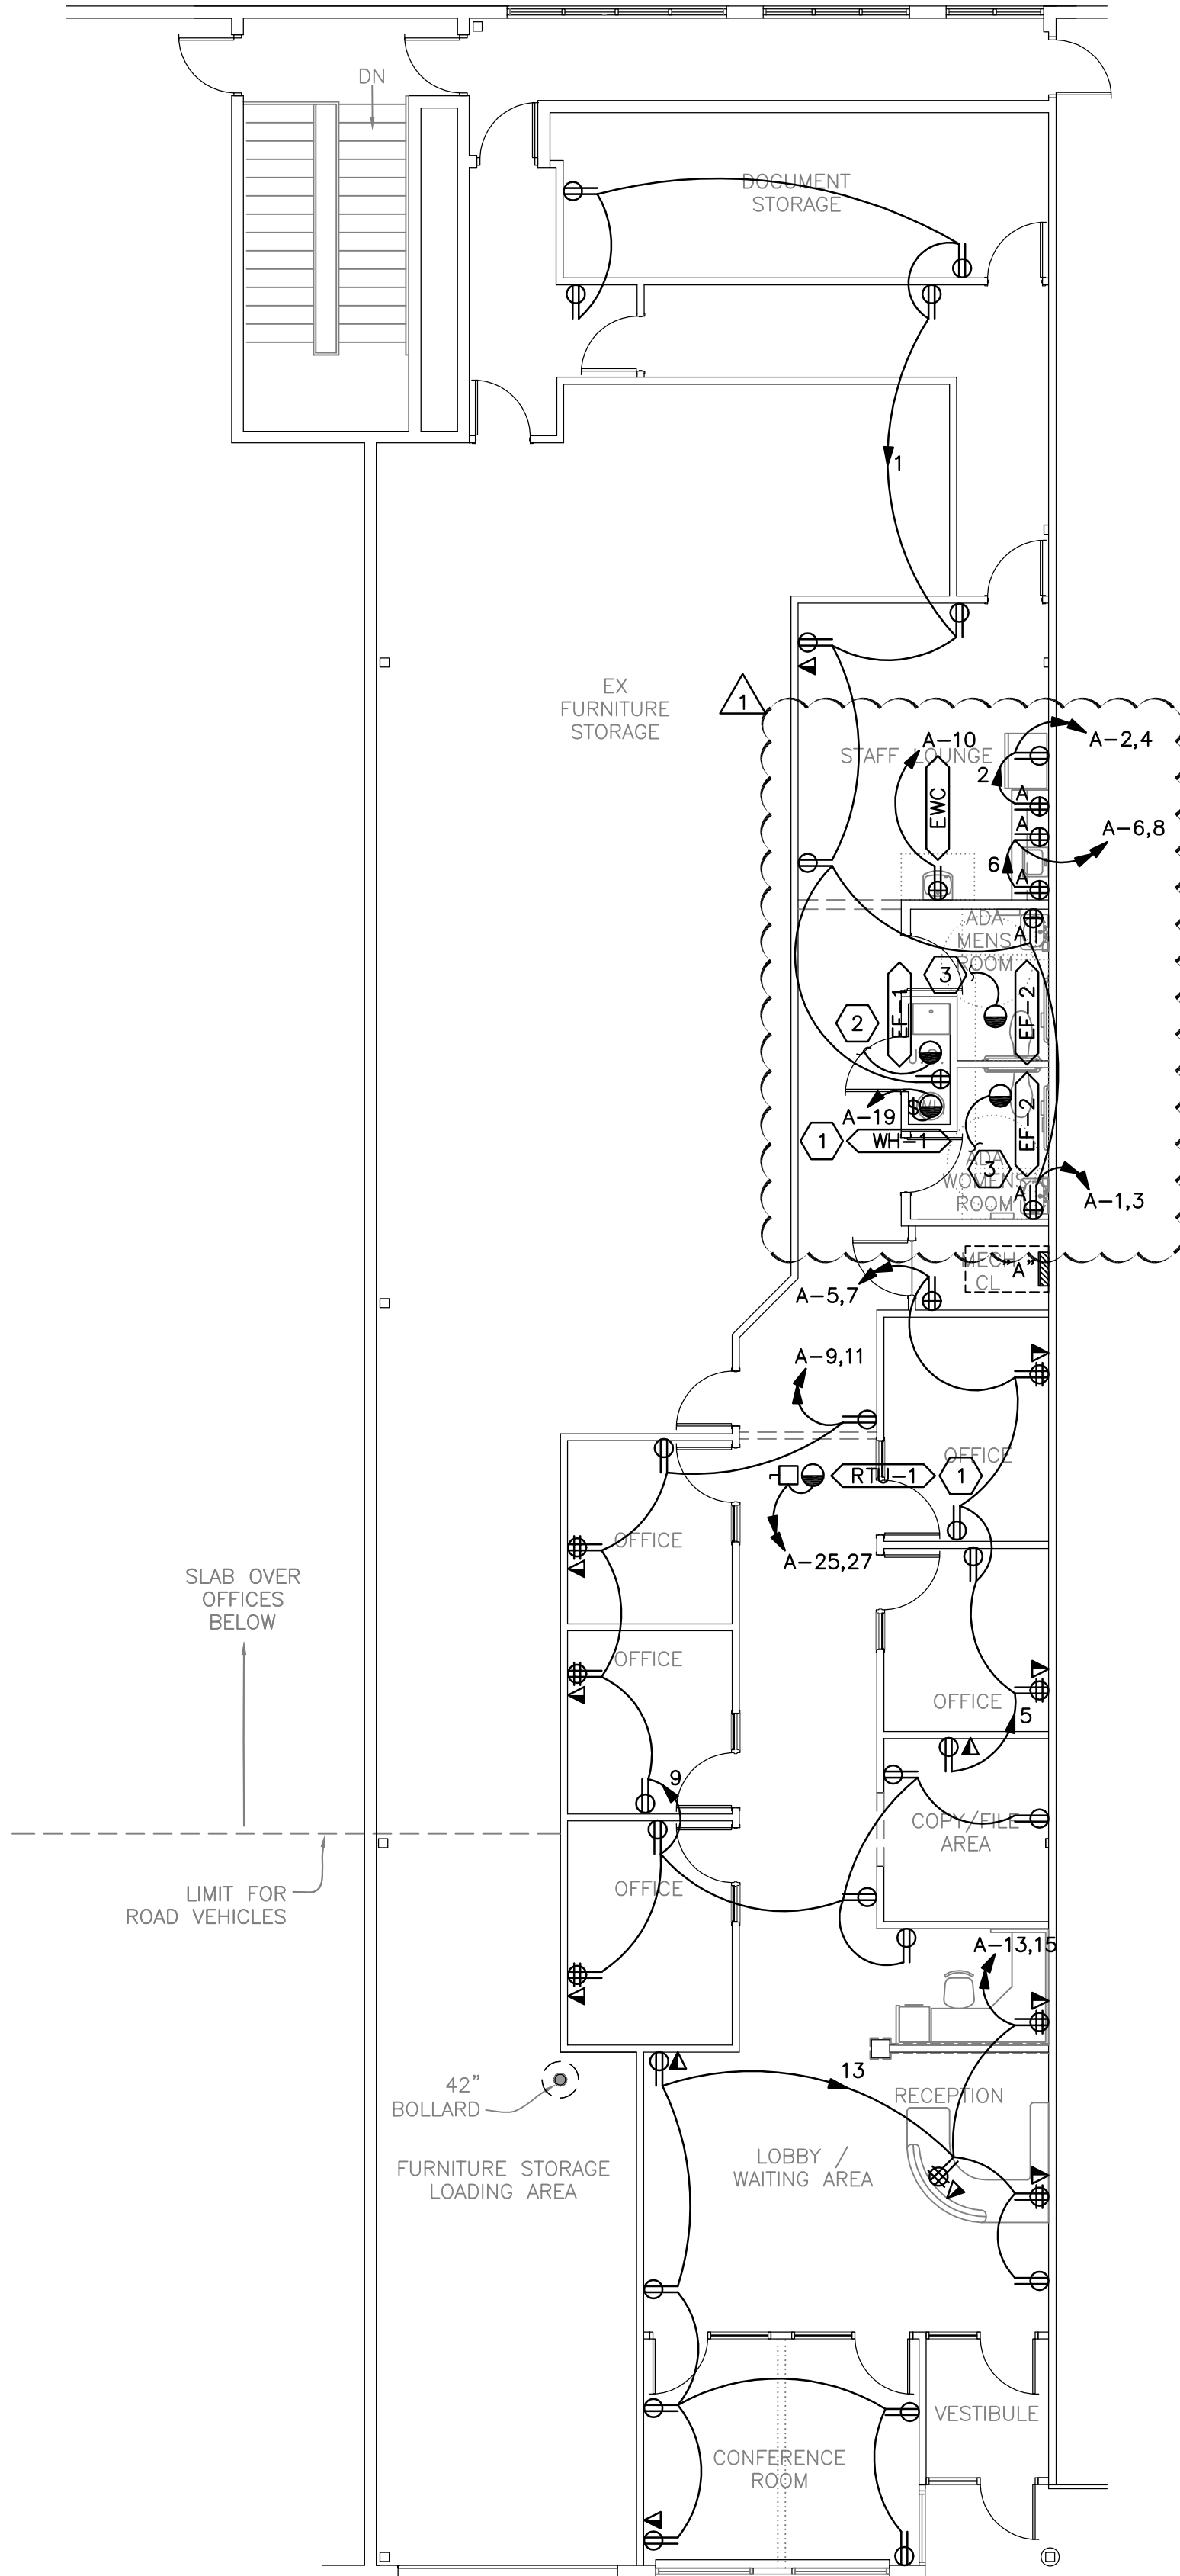 DN
DOCUMENT
STORAGE
1
EX
FURNITURE
STORAGE
1
STAFF LOUNGE
A-10
A-2,4
EWC
2
A
A
A-6,8
6
A
ADA
MENS
ROOM
A
3
EF-1
EF-2
2
J.C.
A-19
$
EF-2
1
WH-1
3
ADA
WOMENS
ROOM
A
A-1,3
MECH
CL
"A"
A-5,7
A-9,11
OFFICE
RTU-1
1
OFFICE
A-25,27
SLAB OVER
OFFICES
BELOW
OFFICE
OFFICE
5
9
COPY/FILE
AREA
OFFICE
LIMIT FOR
ROAD VEHICLES
A-13,15
13
42"
BOLLARD
RECEPTION
LOBBY /
WAITING AREA
FURNITURE STORAGE
LOADING AREA
VESTIBULE
CONFERENCE
ROOM